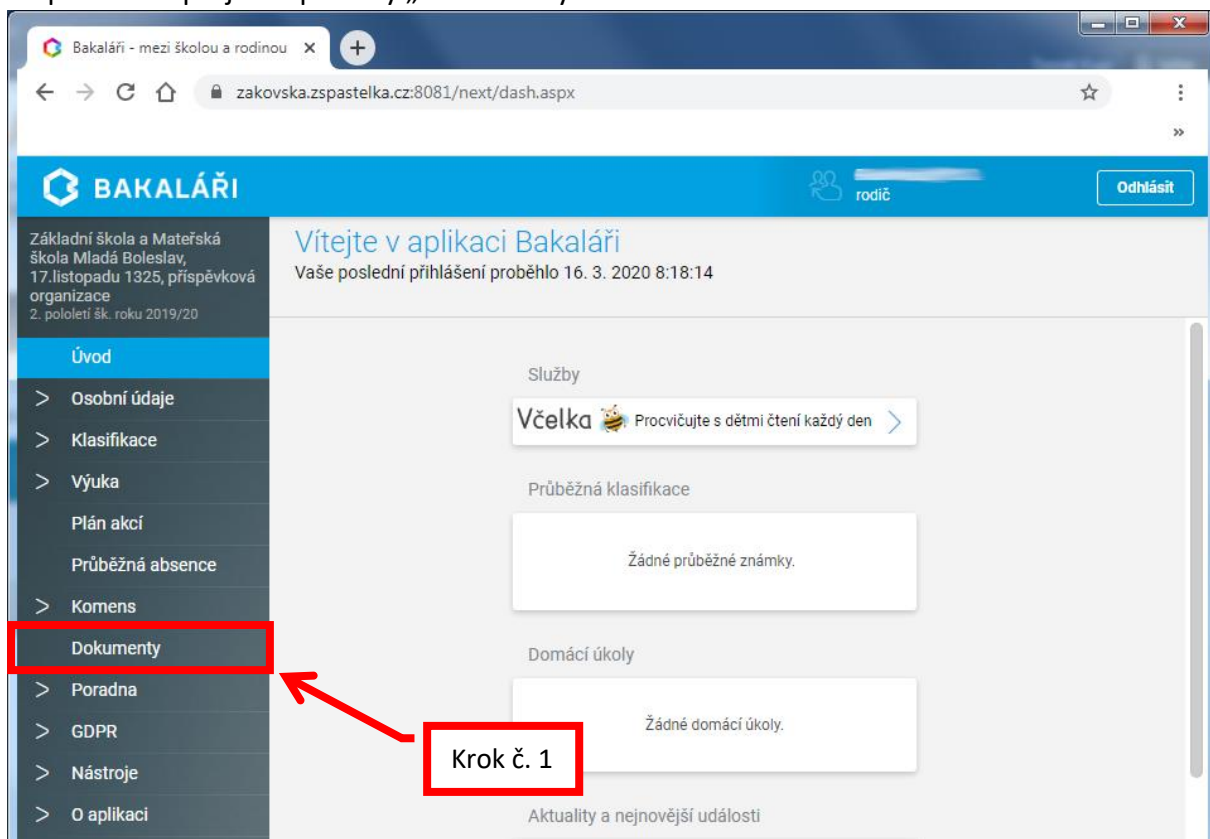 Bakaláři - mezi školou a rodinou
zakovska.zspastelka.cz:8081/next/dash.aspx
BAKALÁŘI
rodič
Odhlásit
Základní škola a Mateřská
škola Mladá Boleslav,
17.listopadu 1325, příspěvková
organizace
2. pololetí šk. roku 2019/20
Vítejte v aplikaci Bakaláři
Vaše poslední přihlášení proběhlo 16. 3. 2020 8:18:14
Úvod
> Osobní údaje
> Klasifikace
> Výuka
Plán akcí
Průběžná absence
> Komens
Dokumenty
> Poradna
> GDPR
> Nástroje
> O aplikaci
Služby
Včelka Procvičujte s dětmi čtení každý den
Průběžná klasifikace
Žádné průběžné známky.
Domácí úkoly
Žádné domácí úkoly.
Krok č. 1
Aktuality a nejnovější události